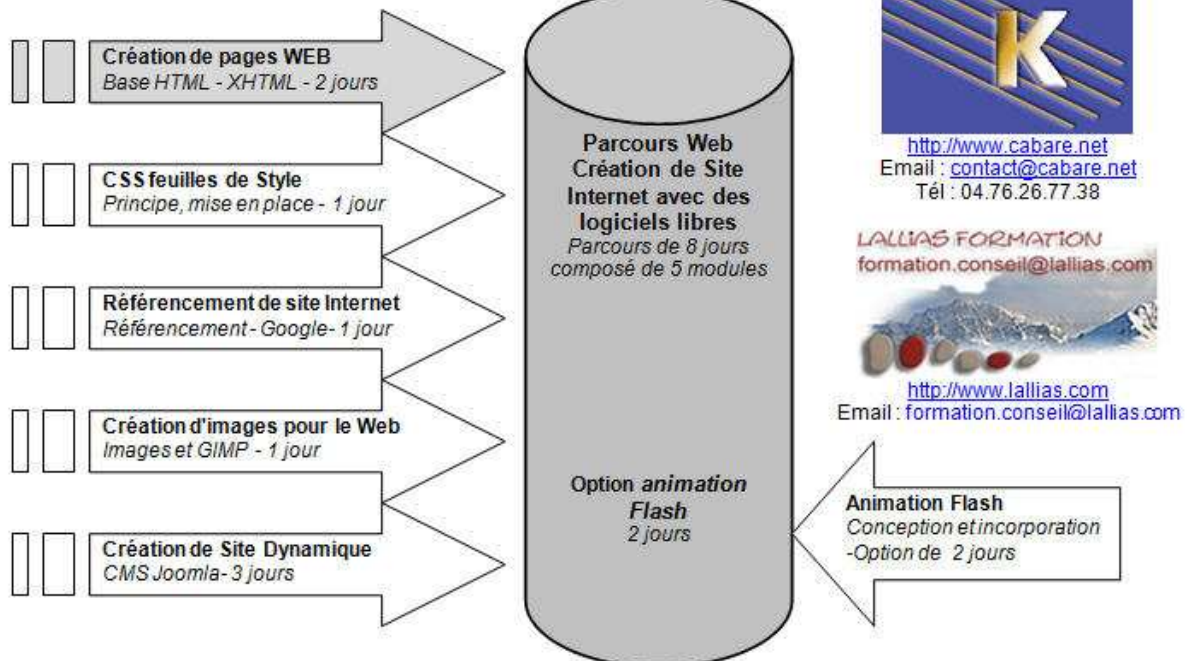 Création de pages WEB
Base HTML - XHTML - 2 jours
CSS feuilles de Style
Principe, mise en place - 1 jour
Référencement de site Internet
Référencement - Google- 1 jour
Création d'images pour le Web
Images et GIMP - 1 jour
Création de Site Dynamique
CMS Joomla- 3 jours
Parcours Web
Création de Site
Internet avec des
logiciels libres
Parcours de 8 jours
composé de 5 modules
Option animation
Flash
2 jours
K
http://www.cabare.net
Email : contact@cabare.net
Tél : 04.76.26.77.38
LALLIAS FORMATION
formation.conseil@lallias.com
http://www.lallias.com
Email : formation.conseil@lallias.com
Animation Flash
Conception et incorporation
-Option de 2 jours